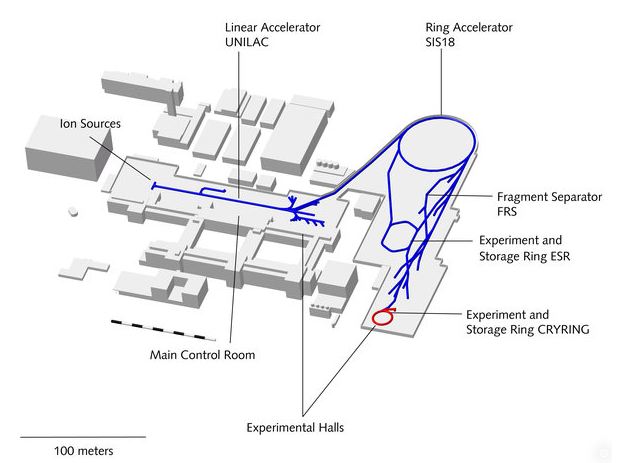 Linear Accelerator
UNILAC
Ring Accelerator
SIS18
Ion Sources
Fragment Separator
FRS
Experiment and
Storage Ring ESR
Experiment and
Storage Ring CRYRING
Main Control Room
Experimental Halls
100 meters